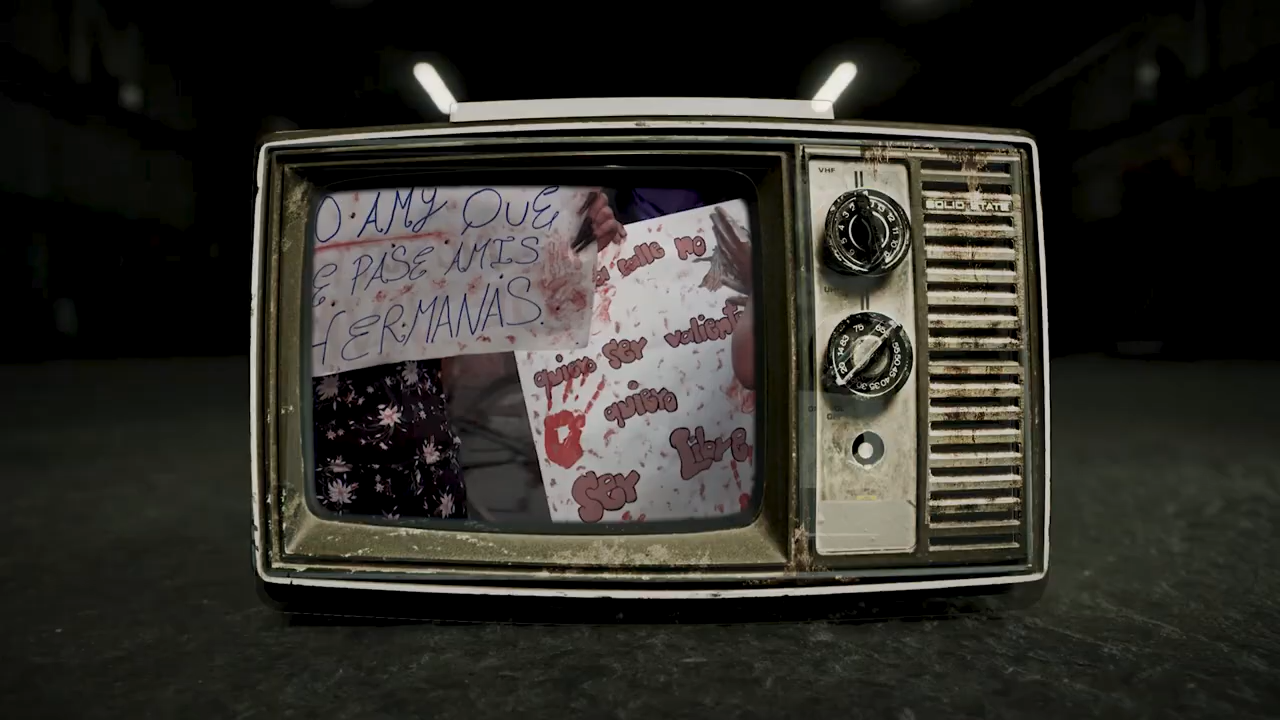 O AMY QUE
E PASE AMIS
HERMANAS.
calle no
quiero ser valiente
quiero
Ser Libre
VHF
SOLID STATE